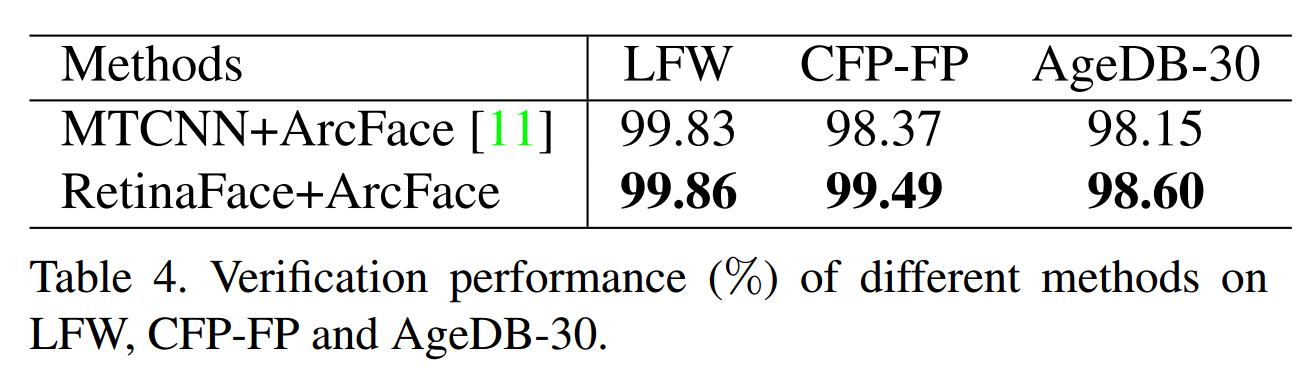 Methods LFW CFP-FP AgeDB-30
MTCNN+ArcFace [11] 99.83 98.37 98.15
RetinaFace+ArcFace 99.86 99.49 98.60
Table 4. Verification performance (%) of different methods on
LFW, CFP-FP and AgeDB-30.